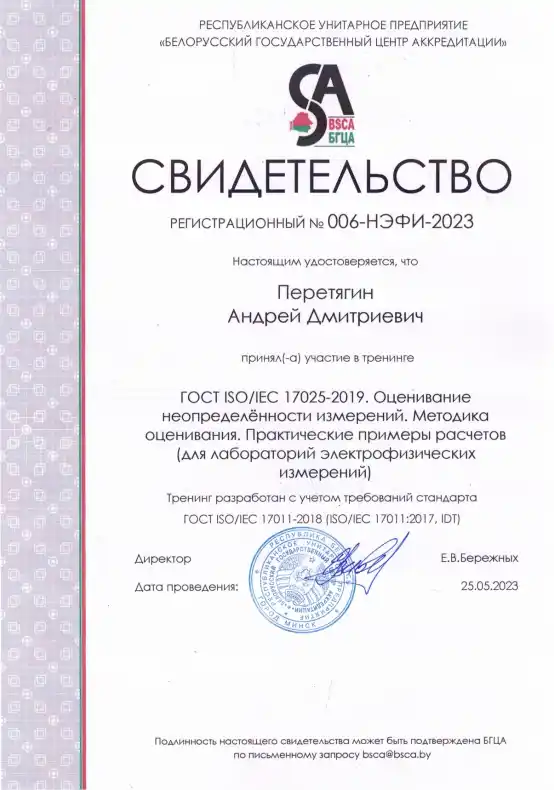 РЕСПУБЛИКАНСКОЕ УНИТАРНОЕ ПРЕДПРИЯТИЕ
«БЕЛОРУССКИЙ ГОСУДАРСТВЕННЫЙ ЦЕНТР АККРЕДИТАЦИИ»
BSCA
БГЦА
СВИДЕТЕЛЬСТВО
РЕГИСТРАЦИОННЫЙ № 006-НЭФИ-2023
Настоящим удостоверяется, что
Перетягин
Андрей Дмитриевич
принял(-а) участие в тренинге
ГОСТ ISO/IEC 17025-2019. Оценивание
неопределённости измерений. Методика
оценивания. Практические примеры расчетов
(для лабораторий электрофизических
измерений)
Тренинг разработан с учетом требований стандарта
ГОСТ ISO/IEC 17011-2018 (ISO/IEC 17011:2017, IDT)
Директор
Е.В.Бережных
Дата проведения:
25.05.2023
МИНСК
Подлинность настоящего свидетельства может быть подтверждена БГЦА
по письменному запросу bsca@bsca.by